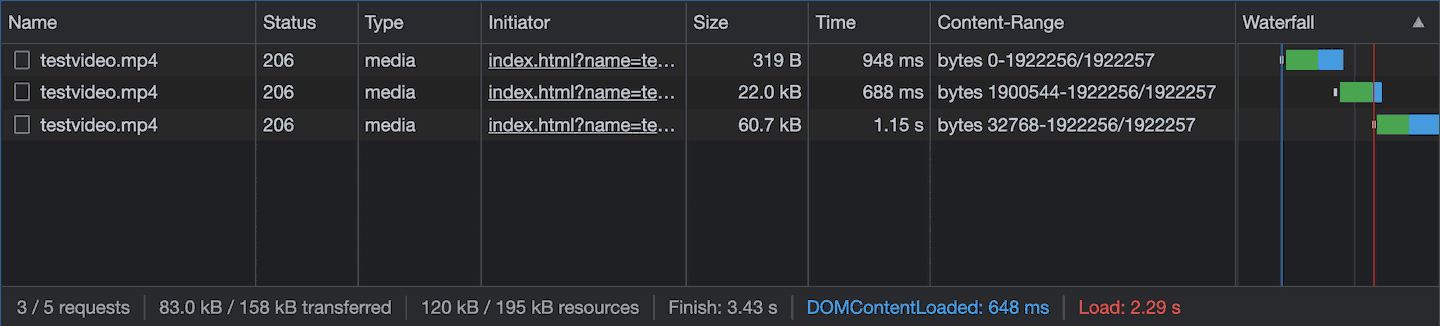 Name Status Type Initiator Size Time Content-Range Waterfall
testvideo.mp4 206 media index.html?name=te… 319 B 948 ms bytes 0-1922256/1922257
testvideo.mp4 206 media index.html?name=te… 22.0 kB 688 ms bytes 1900544-1922256/1922257
testvideo.mp4 206 media index.html?name=te… 60.7 kB 1.15 s bytes 32768-1922256/1922257
3 / 5 requests 83.0 kB / 158 kB transferred 120 kB / 195 kB resources Finish: 3.43 s DOMContentLoaded: 648 ms Load: 2.29 s